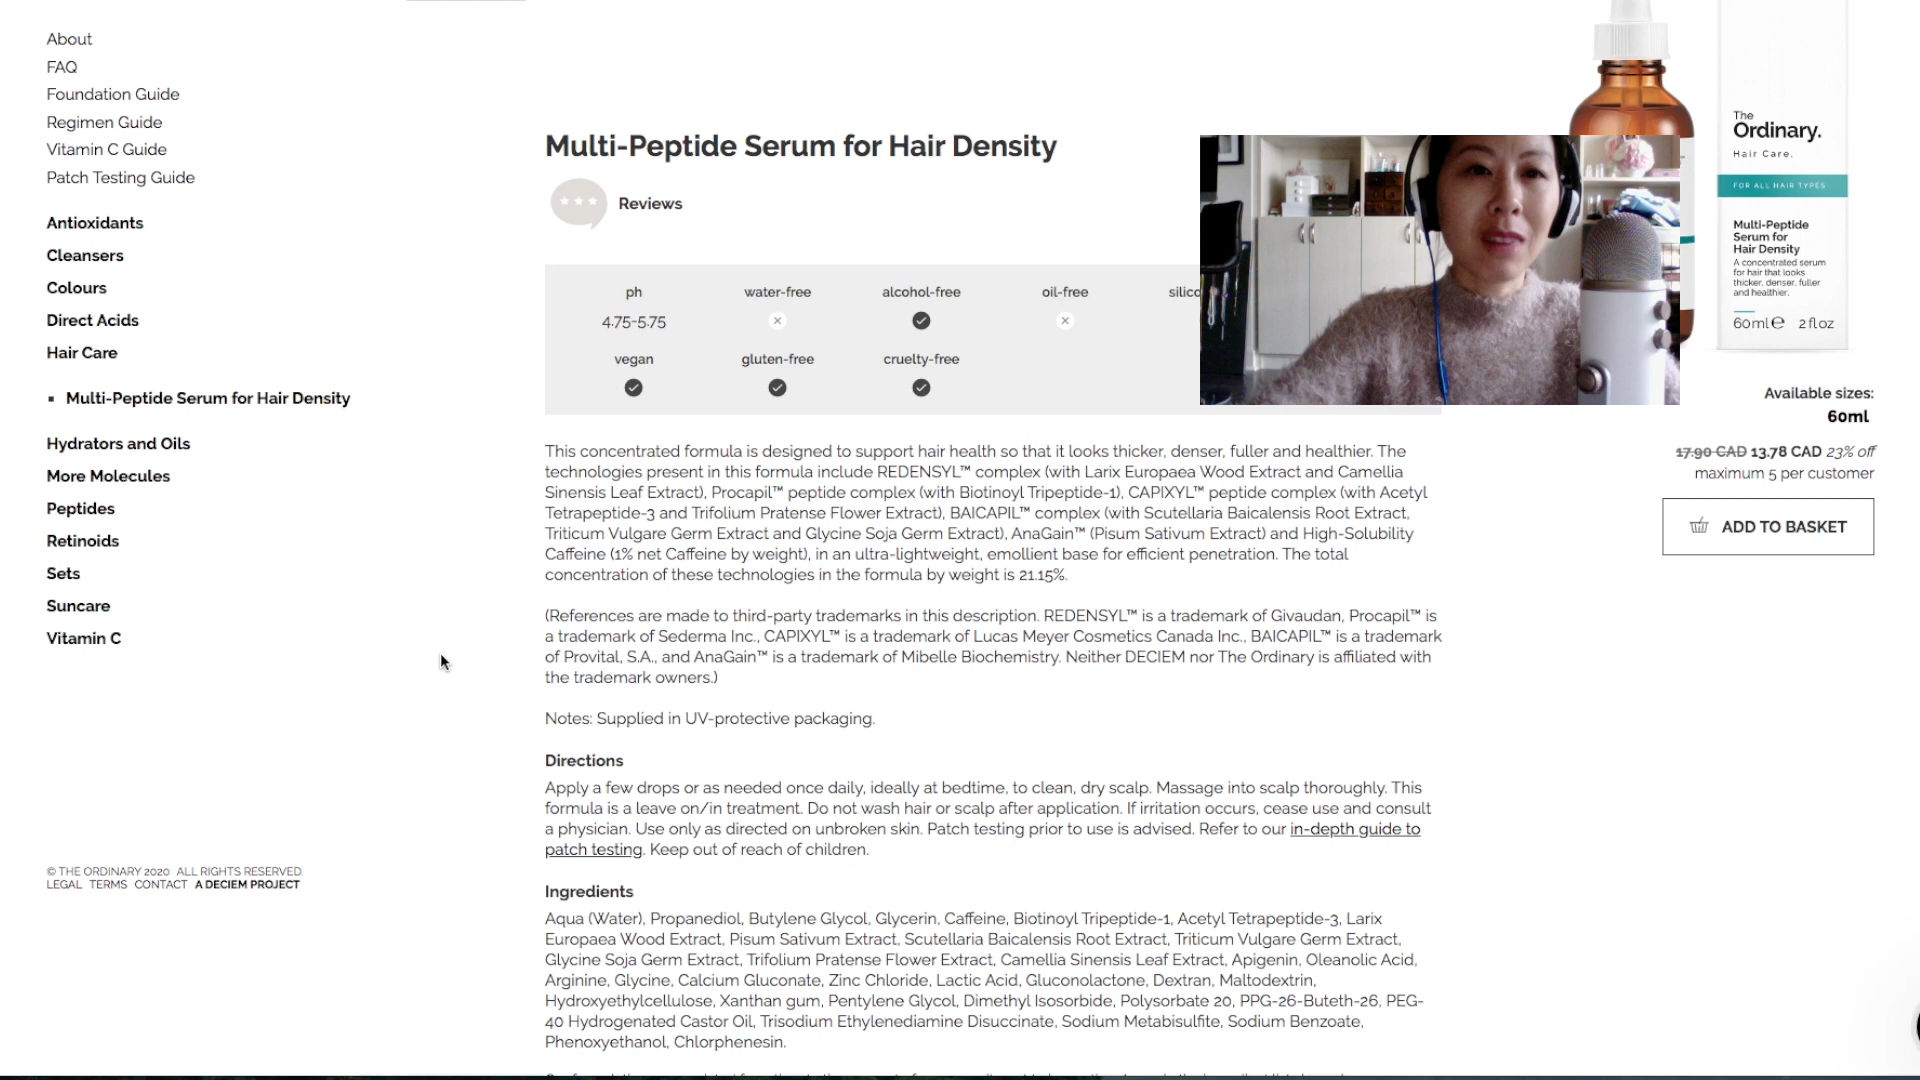 About
FAQ
Foundation Guide
Regimen Guide
Vitamin C Guide
Patch Testing Guide
Antioxidants
Cleansers
Colours
Direct Acids
Hair Care
Multi-Peptide Serum for Hair Density
Hydrators and Oils
More Molecules
Peptides
Retinoids
Sets
Suncare
Vitamin C
© THE ORDINARY 2020 ALL RIGHTS RESERVED.
LEGAL TERMS CONTACT A DECIEM PROJECT
Multi-Peptide Serum for Hair Density
Reviews
ph water-free alcohol-free oil-free
4.75-5.75
vegan gluten-free cruelty-free
This concentrated formula is designed to support hair health so that it looks thicker, denser, fuller and healthier. The
technologies present in this formula include REDENSYL™ complex (with Larix Europaea Wood Extract and Camellia
Sinensis Leaf Extract), Procapil™ peptide complex (with Biotinoyl Tripeptide-1), CAPIXYL™ peptide complex (with Acetyl
Tetrapeptide-3 and Trifolium Pratense Flower Extract), BAICAPIL™ complex (with Scutellaria Baicalensis Root Extract,
Triticum Vulgare Germ Extract and Glycine Soja Germ Extract), AnaGain™ (Pisum Sativum Extract) and High-Solubility
Caffeine (1% net Caffeine by weight), in an ultra-lightweight, emollient base for efficient penetration. The total
concentration of these technologies in the formula by weight is 21.15%.
(References are made to third-party trademarks in this description. REDENSYL™ is a trademark of Givaudan, Procapil™ is
a trademark of Sederma Inc., CAPIXYL™ is a trademark of Lucas Meyer Cosmetics Canada Inc., BAICAPIL™ is a trademark
of Provital, S.A., and AnaGain™ is a trademark of Mibelle Biochemistry. Neither DECIEM nor The Ordinary is affiliated with
the trademark owners.)
Notes: Supplied in UV-protective packaging.
Directions
Apply a few drops or as needed once daily, ideally at bedtime, to clean, dry scalp. Massage into scalp thoroughly. This
formula is a leave on/in treatment. Do not wash hair or scalp after application. If irritation occurs, cease use and consult
a physician. Use only as directed on unbroken skin. Patch testing prior to use is advised. Refer to our in-depth guide to
patch testing. Keep out of reach of children.
Ingredients
Aqua (Water), Propanediol, Butylene Glycol, Glycerin, Caffeine, Biotinoyl Tripeptide-1, Acetyl Tetrapeptide-3, Larix
Europaea Wood Extract, Pisum Sativum Extract, Scutellaria Baicalensis Root Extract, Triticum Vulgare Germ Extract,
Glycine Soja Germ Extract, Trifolium Pratense Flower Extract, Camellia Sinensis Leaf Extract, Apigenin, Oleanolic Acid,
Arginine, Glycine, Calcium Gluconate, Zinc Chloride, Lactic Acid, Gluconolactone, Dextran, Maltodextrin,
Hydroxyethylcellulose, Xanthan gum, Pentylene Glycol, Dimethyl Isosorbide, Polysorbate 20, PPG-26-Buteth-26, PEG-
40 Hydrogenated Castor Oil, Trisodium Ethylenediamine Disuccinate, Sodium Metabisulfite, Sodium Benzoate,
Phenoxyethanol, Chlorphenesin.
The
Ordinary.
Hair Care.
FOR ALL HAIR TYPES
Multi-Peptide
Serum for
Hair Density
A concentrated serum
for hair that looks
thicker, denser, fuller
and healthier.
60ml℮ 2 fl oz
Available sizes:
60ml
17.90 CAD 13.78 CAD 23% off
maximum 5 per customer
ADD TO BASKET